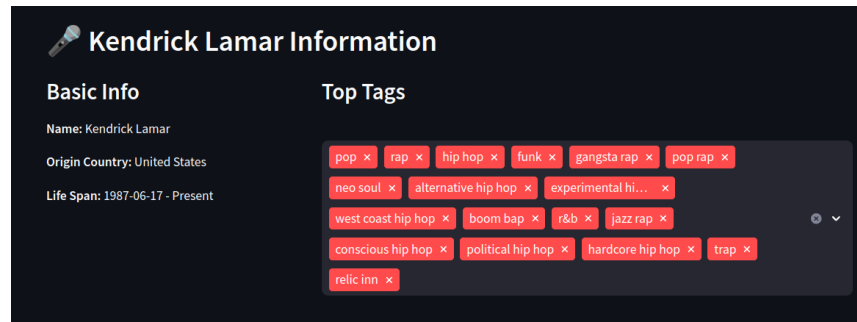 🎤 Kendrick Lamar Information
Basic Info
Name: Kendrick Lamar
Origin Country: United States
Life Span: 1987-06-17 - Present
Top Tags
pop × rap × hip hop × funk × gangsta rap × pop rap ×
neo soul × alternative hip hop × experimental hi... ×
west coast hip hop × boom bap × r&b × jazz rap ×
conscious hip hop × political hip hop × hardcore hip hop × trap ×
relic inn ×